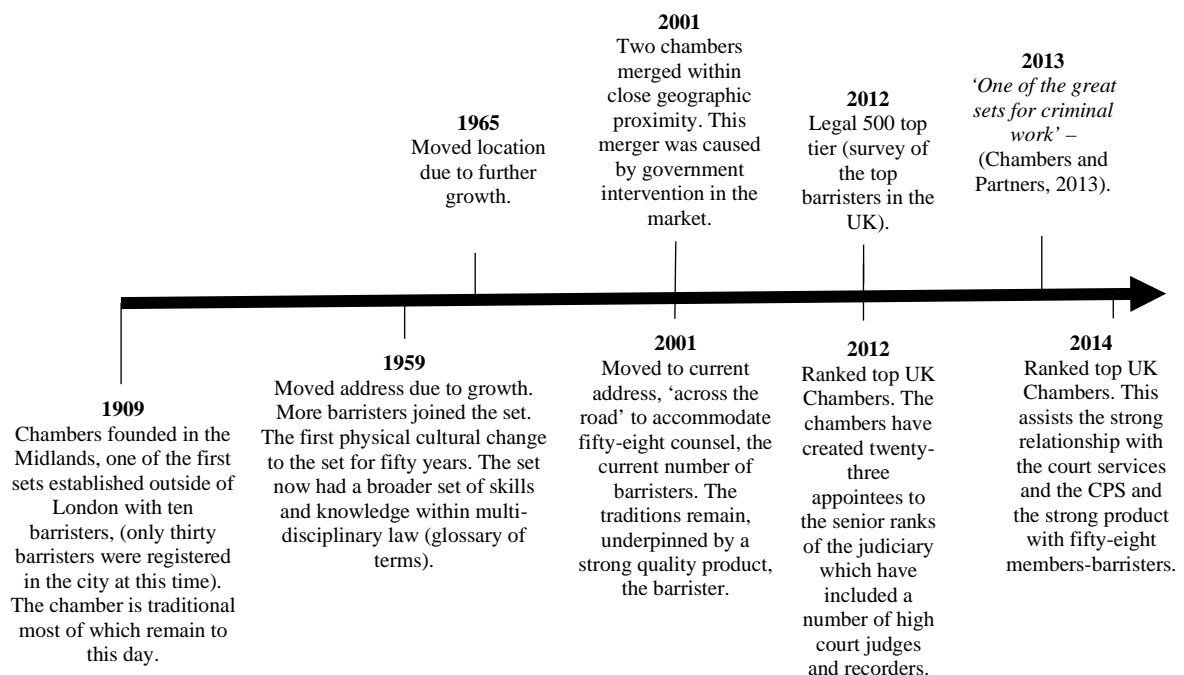 2001
Two chambers
merged within
close geographic
proximity. This
merger was caused
by government
intervention in the
market.
1965
Moved location
due to further
growth.
2012
Legal 500 top
tier (survey of
the top
barristers in the
UK).
2013
‘One of the great
sets for criminal
work’ –
(Chambers and
Partners, 2013).
1909
Chambers founded in the
Midlands, one of the first
sets established outside of
London with ten
barristers, (only thirty
barristers were registered
in the city at this time).
The chamber is traditional
most of which remain to
this day.
1959
Moved address due to growth.
More barristers joined the set.
The first physical cultural change
to the set for fifty years. The set
now had a broader set of skills
and knowledge within multi-
disciplinary law (glossary of
terms).
2001
Moved to current
address, ‘across the
road’ to accommodate
fifty-eight counsel, the
current number of
barristers. The
traditions remain,
underpinned by a
strong quality product,
the barrister.
2012
Ranked top UK
Chambers. The
chambers have
created twenty-
three
appointees to
the senior ranks
of the judiciary
which have
included a
number of high
court judges
and recorders.
2014
Ranked top UK
Chambers. This
assists the strong
relationship with
the court services
and the CPS and
the strong product
with fifty-eight
members-barristers.